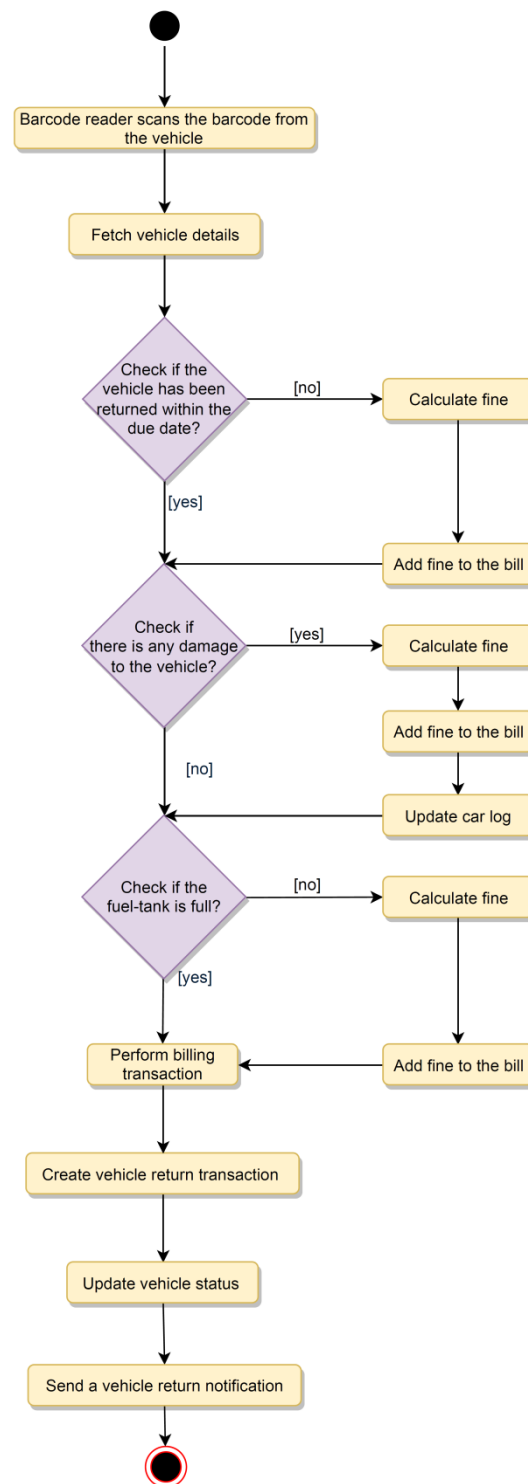 Barcode reader scans the barcode from
the vehicle
Fetch vehicle details
Check if the
vehicle has been
returned within the
due date?
[no]
Calculate fine
[yes]
Add fine to the bill
Check if
there is any damage
to the vehicle?
[yes]
Calculate fine
Add fine to the bill
[no]
Update car log
Check if the
fuel-tank is full?
[no]
Calculate fine
[yes]
Perform billing
transaction
Add fine to the bill
Create vehicle return transaction
Update vehicle status
Send a vehicle return notification